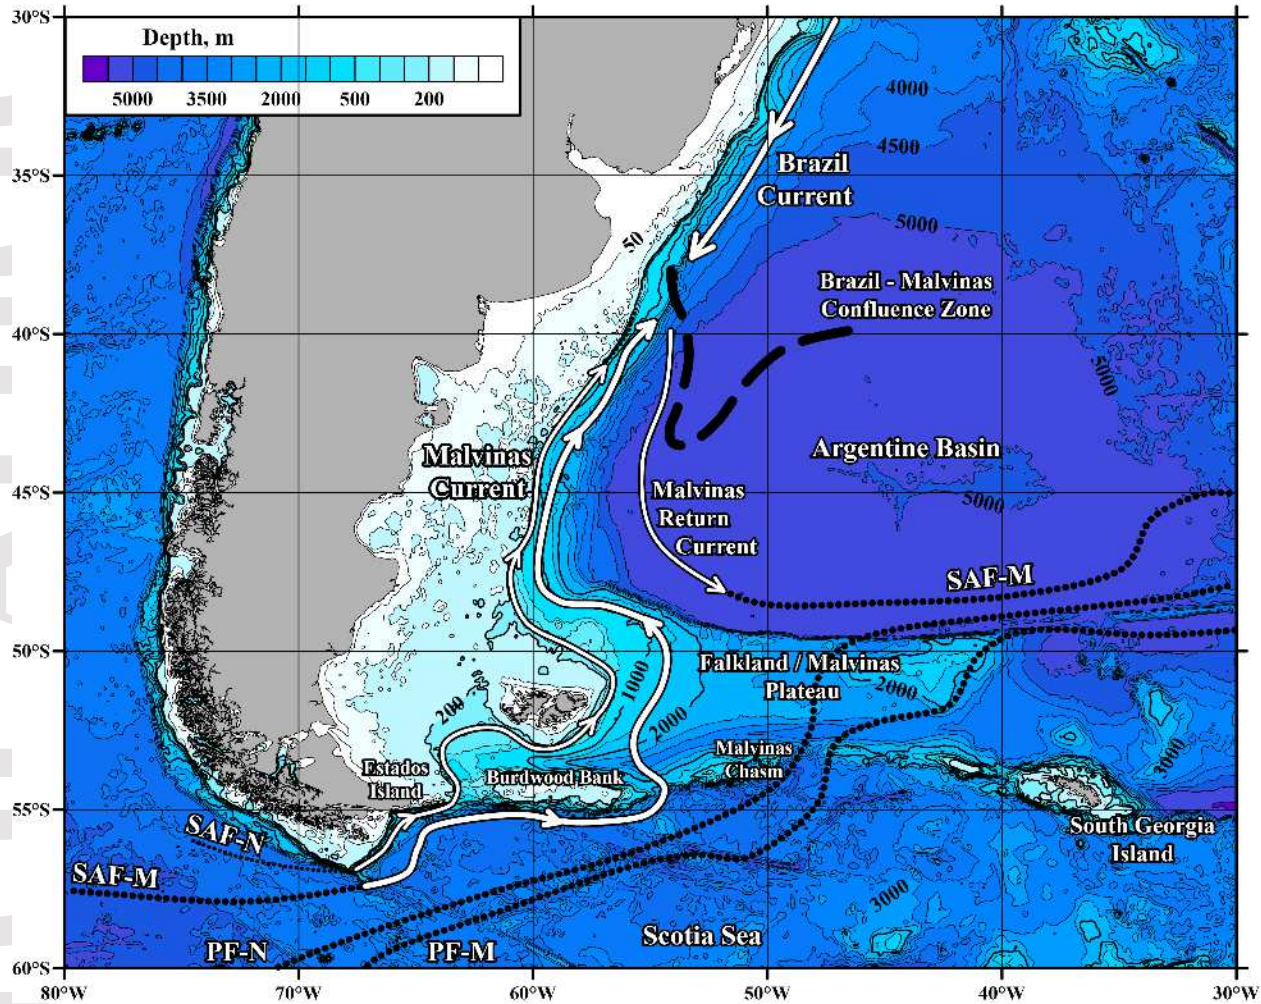 30°S
35°S
40°S
45°S
50°S
55°S
60°S
80°W
70°W
60°W
50°W
40°W
30°W
Depth, m
5000 3500 2000 500 200
4000
4500
5000
50
Brazil
Current
Brazil - Malvinas
Confluence Zone
5000
Argentine Basin
5000
Malvinas
Current
Malvinas
Return
Current
SAF-M
Falkland / Malvinas
Plateau
2000
1000
200
2000
Malvinas
Chasm
3000
Estados
Island
Burdwood Bank
South Georgia
Island
SAF-N
SAF-M
3000
PF-N
PF-M
Scotia Sea